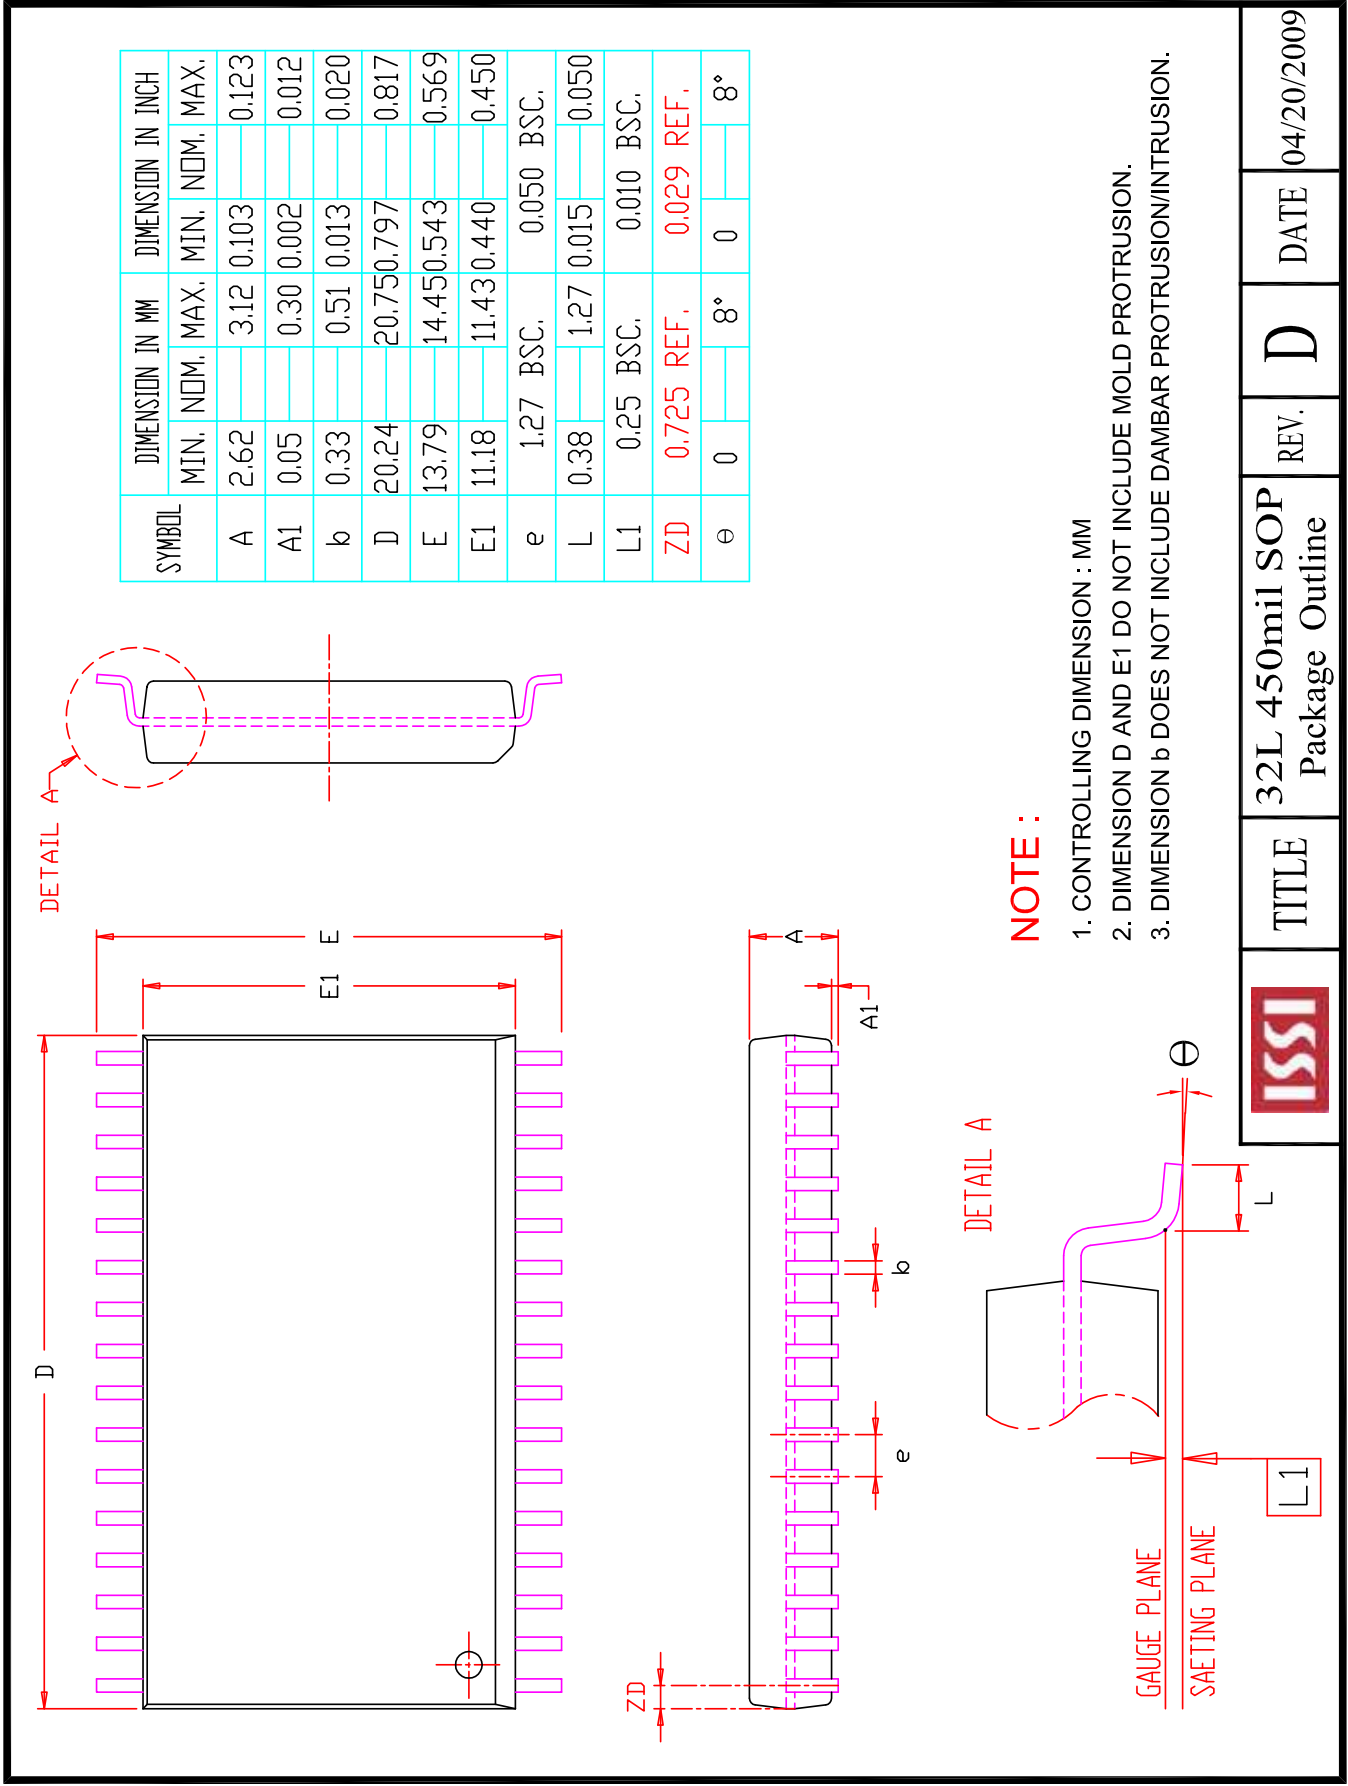 DETAIL A
D
E
E1
SYMBOL DIMENSION IN MM DIMENSION IN INCH
MIN. NOM. MAX. MIN. NOM. MAX.
A 2.62 3.12 0.103 0.123
A1 0.05 0.30 0.002 0.012
b 0.33 0.51 0.013 0.020
D 20.24 20.75 0.797 0.817
E 13.79 14.45 0.543 0.569
E1 11.18 11.43 0.440 0.450
e 1.27 BSC. 0.050 BSC.
L 0.38 1.27 0.015 0.050
L1 0.25 BSC. 0.010 BSC.
ZD 0.725 REF. 0.029 REF.
θ 0 8° 0 8°
ZD
A
A1
b
e
DETAIL A
GAUGE PLANE
SAETING PLANE
L
L1
θ
NOTE :
1. CONTROLLING DIMENSION : MM
2. DIMENSION D AND E1 DO NOT INCLUDE MOLD PROTRUSION.
3. DIMENSION b DOES NOT INCLUDE DAMBAR PROTRUSION/INTRUSION.
ISSI
TITLE
32L 450mil SOP
Package Outline
REV.
D
DATE
04/20/2009